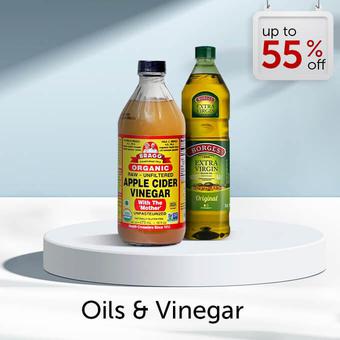 up to
55%
off
BRAGG
ORGANIC
RAW - UNFILTERED
APPLE CIDER
VINEGAR
With The
'Mother'
UNPASTEURIZED
BORGES
EXTRA
VIRGIN
Original
Oils & Vinegar